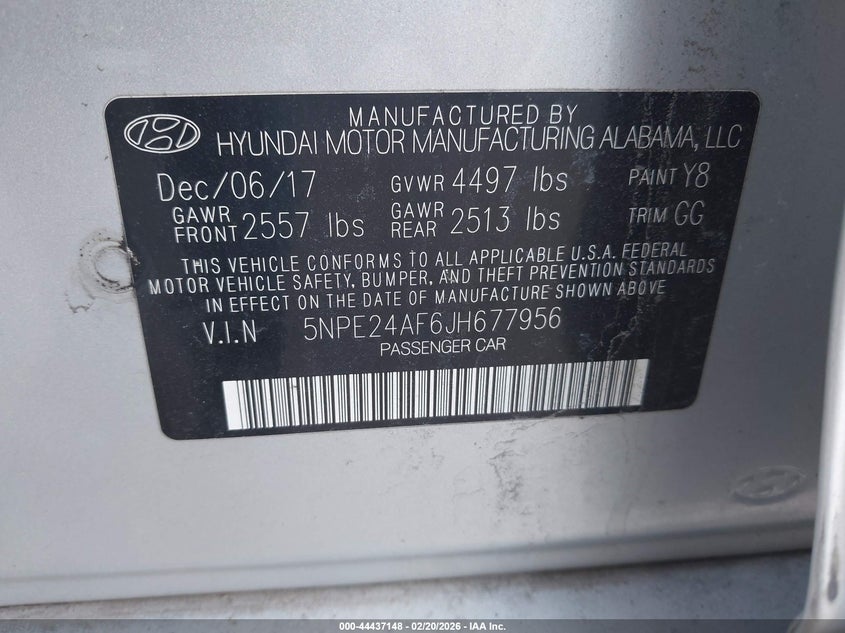 MANUFACTURED BY
HYUNDAI MOTOR MANUFACTURING ALABAMA, LLC
Dec/06/17 GVWR 4497 lbs PAINT Y8
GAWR FRONT 2557 lbs GAWR REAR 2513 lbs TRIM GG
THIS VEHICLE CONFORMS TO ALL APPLICABLE U.S.A. FEDERAL
MOTOR VEHICLE SAFETY, BUMPER, AND THEFT PREVENTION STANDARDS
IN EFFECT ON THE DATE OF MANUFACTURE SHOWN ABOVE
V.I.N 5NPE24AF6JH677956
PASSENGER CAR
000-44437148 - 02/20/2026 - IAA Inc.